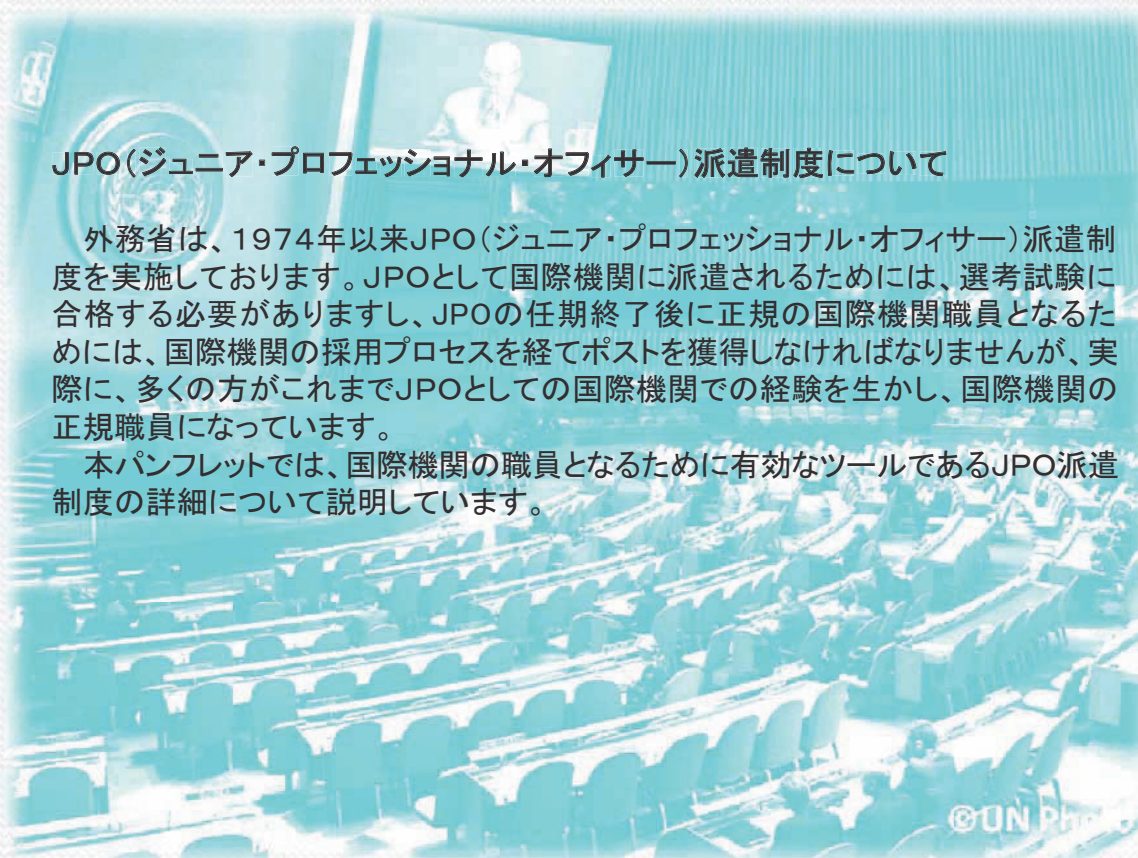 JPO(ジュニア・プロフェッショナル・オフィサー)派遣制度について
外務省は、1974年以来JPO(ジュニア・プロフェッショナル・オフィサー)派遣制
度を実施しております。JPOとして国際機関に派遣されるためには、選考試験に
合格する必要がありますし、JPOの任期終了後に正規の国際機関職員となるた
めには、国際機関の採用プロセスを経てポストを獲得しなければなりませんが、実
際に、多くの方がこれまでJPOとしての国際機関での経験を生かし、国際機関の
正規職員になっています。
本パンフレットでは、国際機関の職員となるために有効なツールであるJPO派遣
制度の詳細について説明しています。
©UN Photo